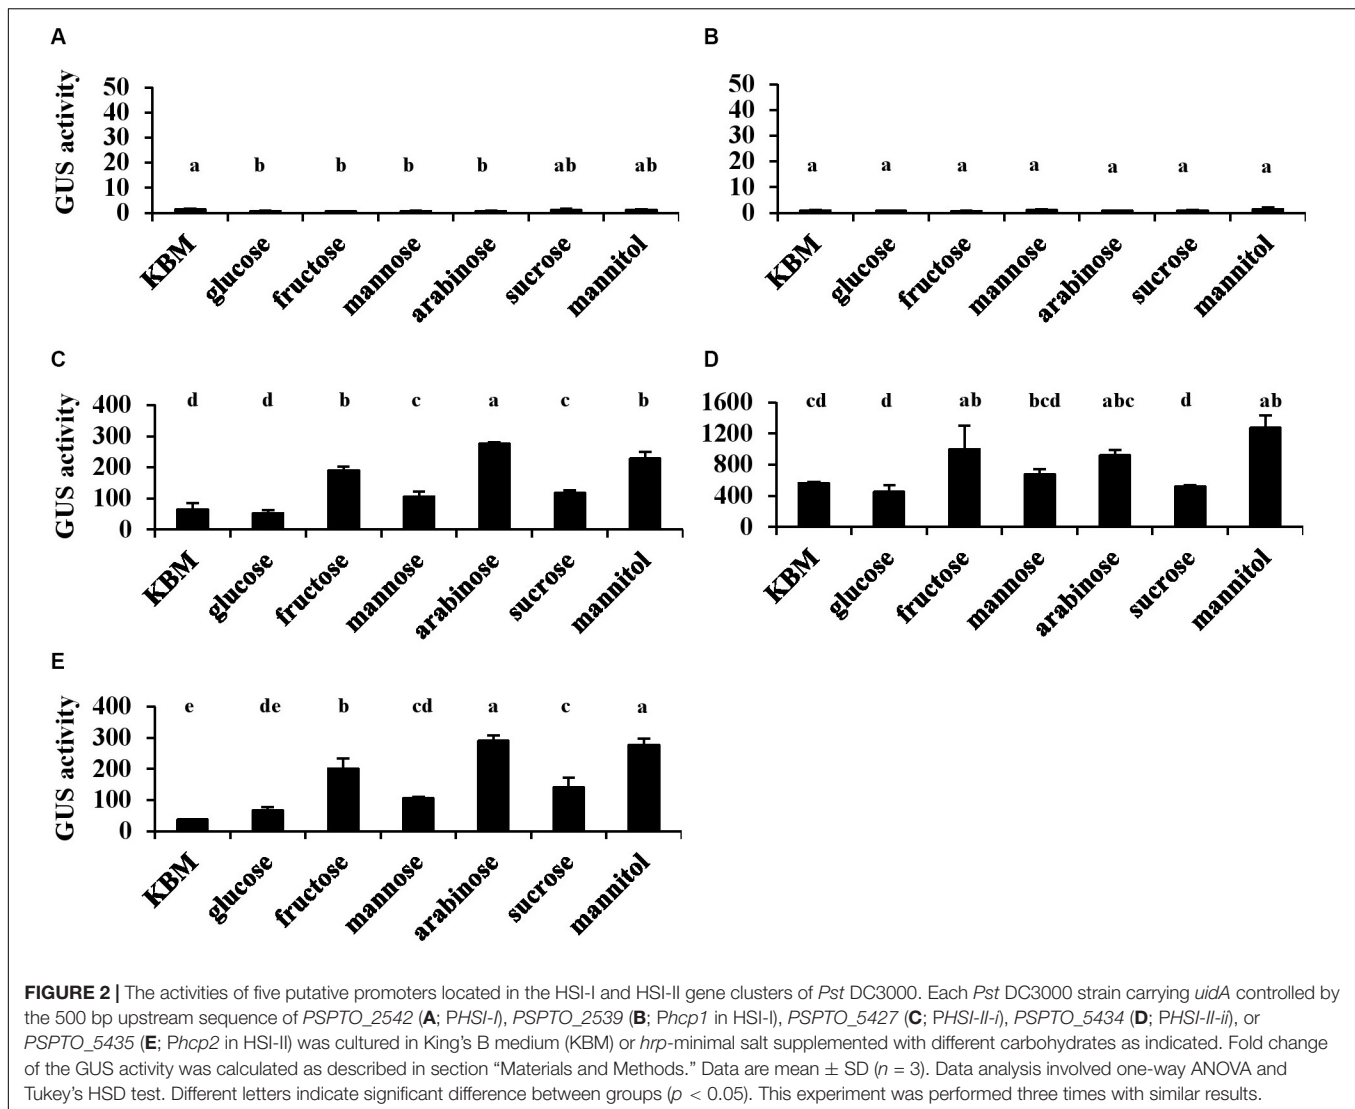 A
GUS activity
50
40
30
20
10
0
a b b b b ab ab
KBM glucose fructose mannose arabinose sucrose mannitol
B
GUS activity
50
40
30
20
10
0
a a a a a a a
KBM glucose fructose mannose arabinose sucrose mannitol
C
GUS activity
400
300
200
100
0
d d b c a c b
KBM glucose fructose mannose arabinose sucrose mannitol
D
GUS activity
1600
1200
800
400
0
cd d ab bcd abc d ab
KBM glucose fructose mannose arabinose sucrose mannitol
E
GUS activity
400
300
200
100
0
e de b cd a c a
KBM glucose fructose mannose arabinose sucrose mannitol
FIGURE 2 | The activities of five putative promoters located in the HSI-I and HSI-II gene clusters of Pst DC3000. Each Pst DC3000 strain carrying uidA controlled by
the 500 bp upstream sequence of PSPTO_2542 (A; PHSI-I), PSPTO_2539 (B; Phcp1 in HSI-I), PSPTO_5427 (C; PHSI-II-i), PSPTO_5434 (D; PHSI-II-ii), or
PSPTO_5435 (E; Phcp2 in HSI-II) was cultured in King's B medium (KBM) or hrp-minimal salt supplemented with different carbohydrates as indicated. Fold change
of the GUS activity was calculated as described in section “Materials and Methods.” Data are mean ± SD (n = 3). Data analysis involved one-way ANOVA and
Tukey's HSD test. Different letters indicate significant difference between groups (p < 0.05). This experiment was performed three times with similar results.